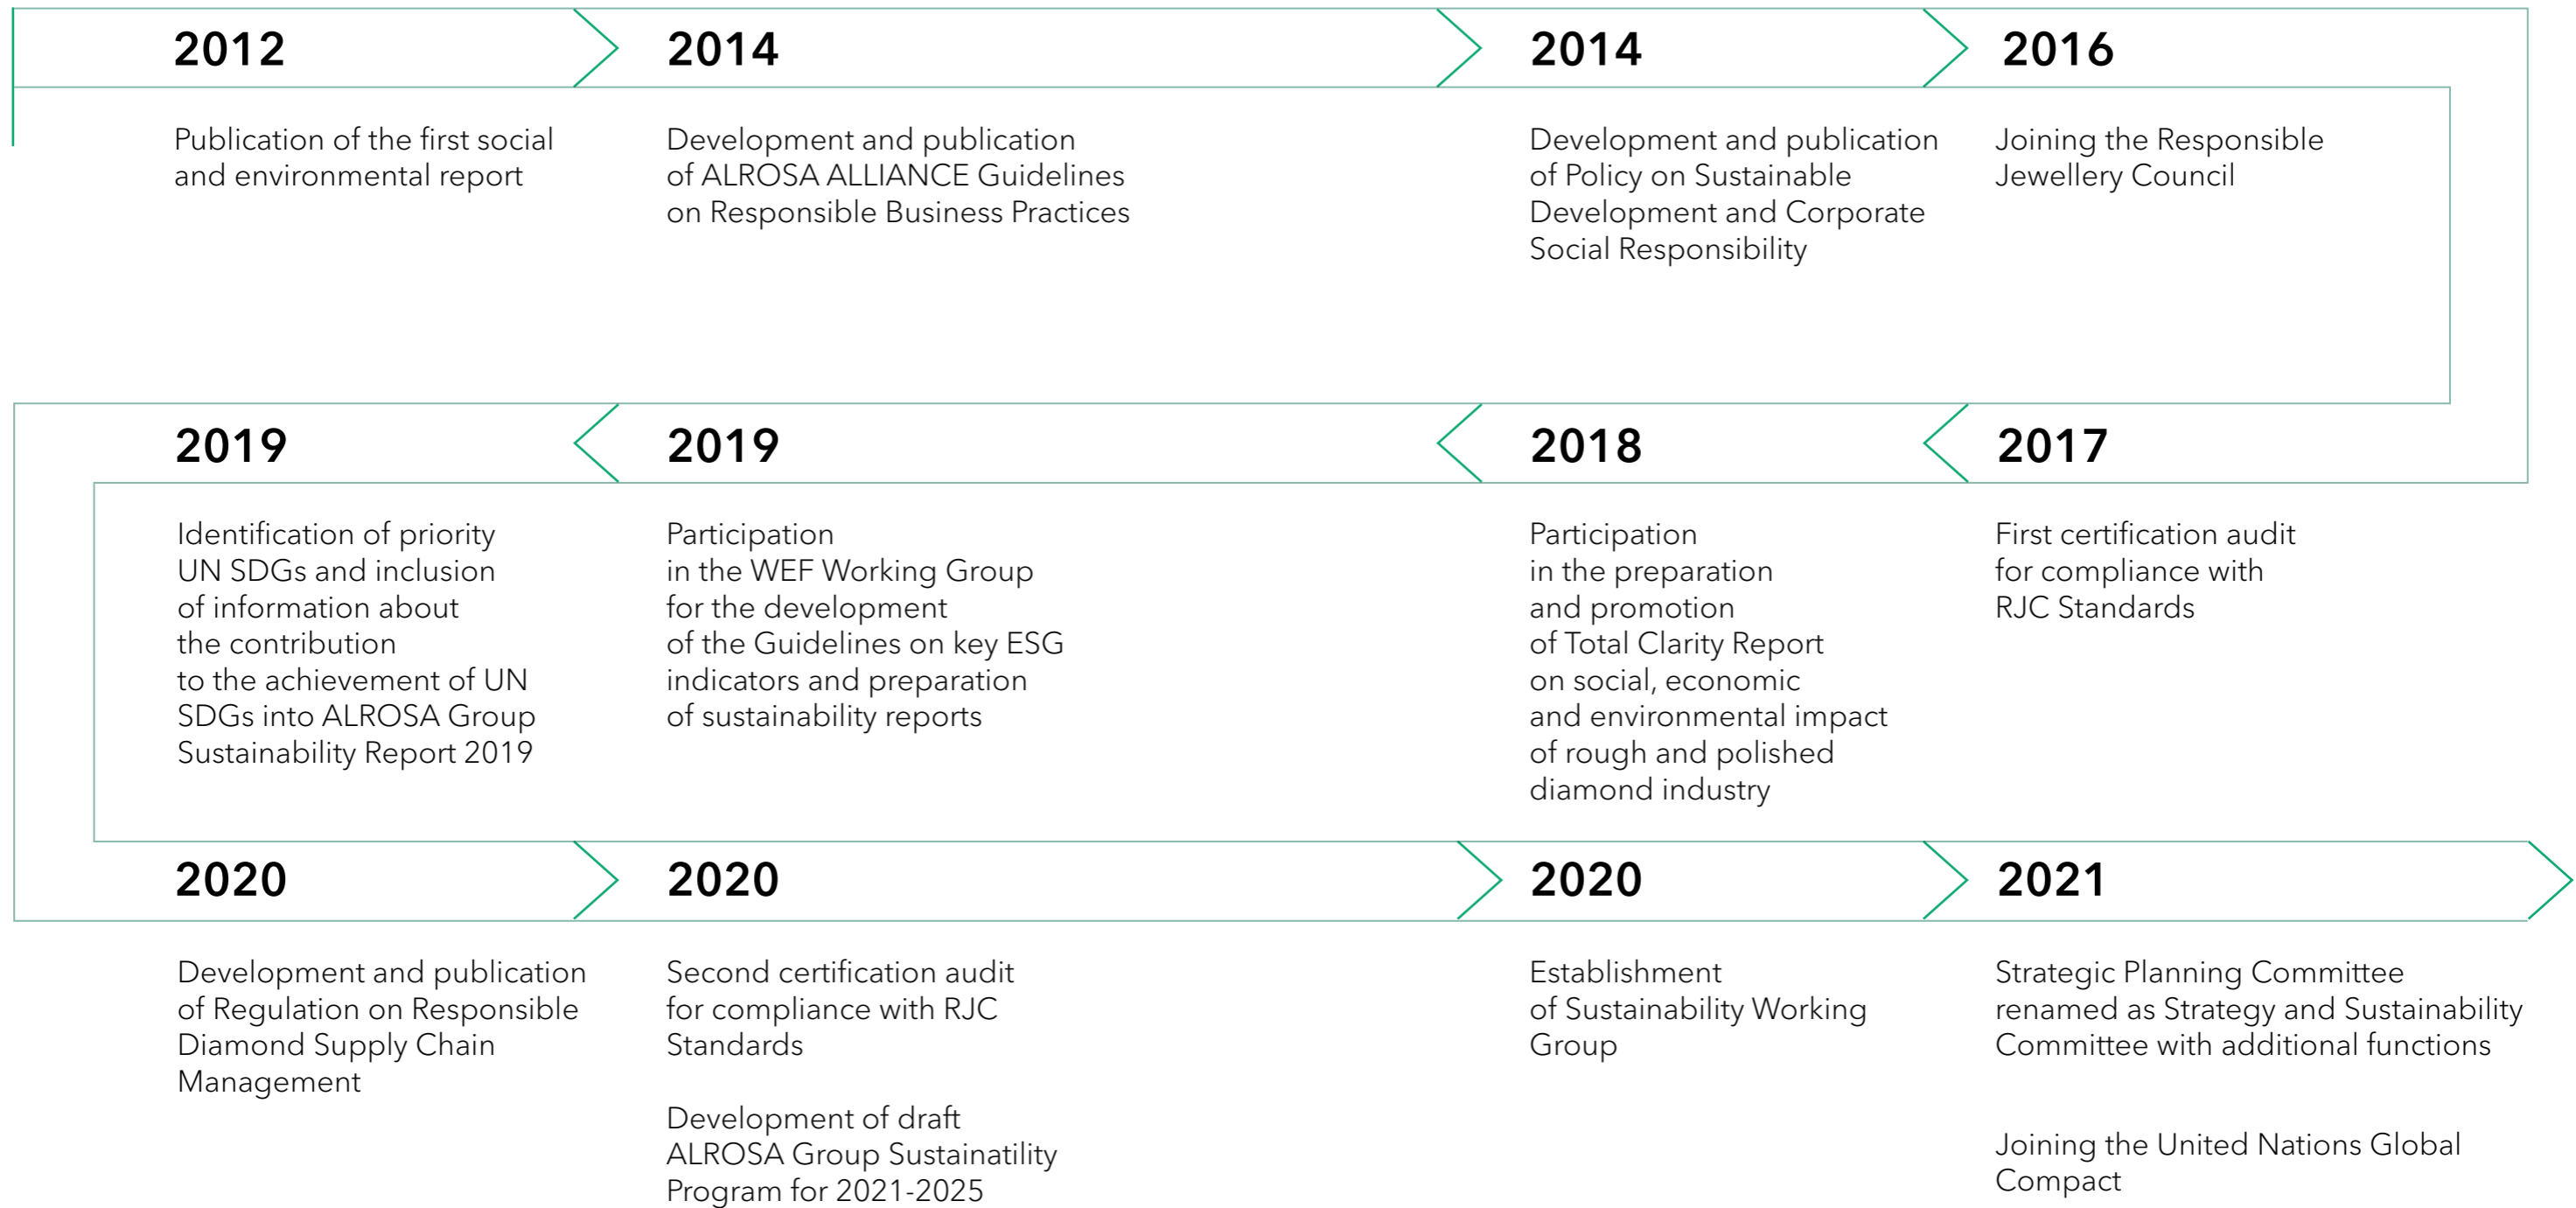 2012
Publication of the first social
and environmental report
2014
Development and publication
of ALROSA ALLIANCE Guidelines
on Responsible Business Practices
2014
Development and publication
of Policy on Sustainable
Development and Corporate
Social Responsibility
2016
Joining the Responsible
Jewellery Council
2017
First certification audit
for compliance with
RJC Standards
2018
Participation
in the preparation
and promotion
of Total Clarity Report
on social, economic
and environmental impact
of rough and polished
diamond industry
2019
Participation
in the WEF Working Group
for the development
of the Guidelines on key ESG
indicators and preparation
of sustainability reports
2019
Identification of priority
UN SDGs and inclusion
of information about
the contribution
to the achievement of UN
SDGs into ALROSA Group
Sustainability Report 2019
2020
Development and publication
of Regulation on Responsible
Diamond Supply Chain
Management
2020
Second certification audit
for compliance with RJC
Standards
Development of draft
ALROSA Group Sustainatility
Program for 2021-2025
2020
Establishment
of Sustainability Working
Group
2021
Strategic Planning Committee
renamed as Strategy and Sustainability
Committee with additional functions
Joining the United Nations Global
Compact